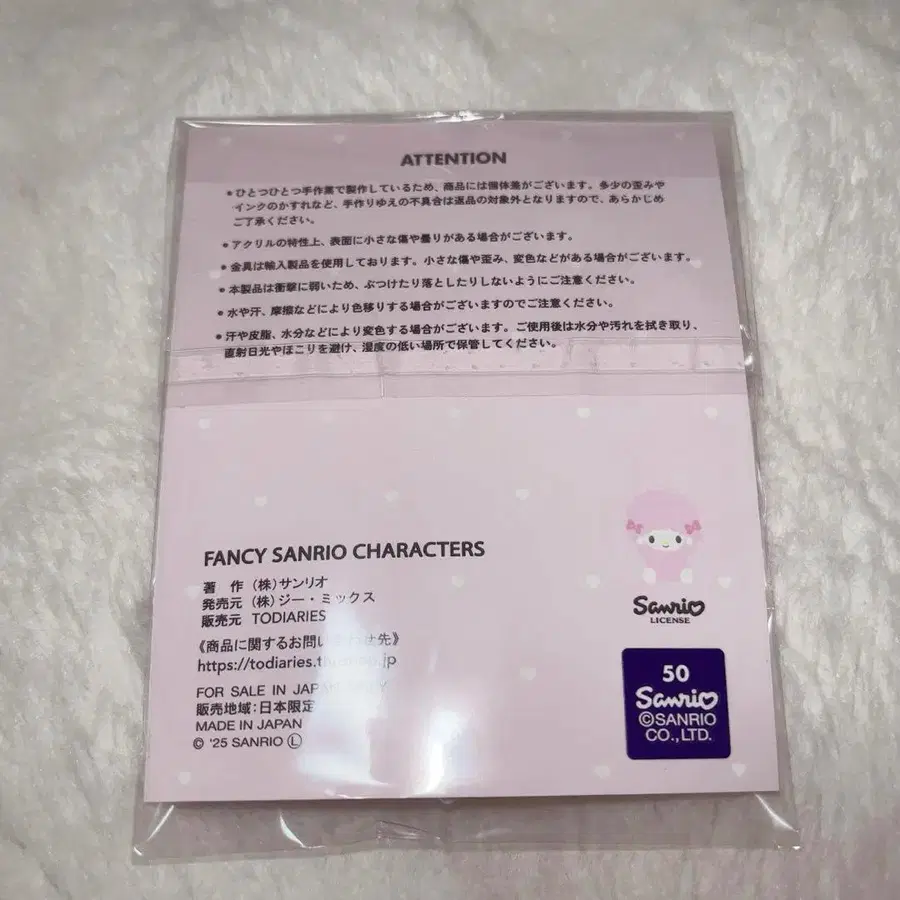 ATTENTION
●ひとつひとつ手作業で製作しているため、商品には個体差がございます。多少の歪みや
インクのかすれなど、手作りゆえの不具合は返品の対象外となりますので、あらかじめ
ご了承ください。
●アクリルの特性上、表面に小さな傷や曇りがある場合がございます。
●金具は輸入製品を使用しております。小さな傷や歪み、変色などがある場合がございます。
●本製品は衝撃に弱いため、ぶつけたり落としたりしないようにご注意ください。
●水や汗、摩擦などにより色移りする場合がございますのでご注意ください。
●汗や皮脂、水分などにより変色する場合がございます。ご使用後は水分や汚れを拭き取り、
直射日光やほこりを避け、湿度の低い場所で保管してください。
FANCY SANRIO CHARACTERS
著 作 (株)サンリオ
発売元 (株)ジー・ミックス
販売元 TODIARIES
《商品に関するお問い合わせ先》
https://todiaries.
FOR SALE IN JAPAN ONLY
販売地域:日本限定
MADE IN JAPAN
© '25 SANRIO Ⓛ
Sanrio
LICENSE
50
Sanrio
©SANRIO
CO.,LTD.